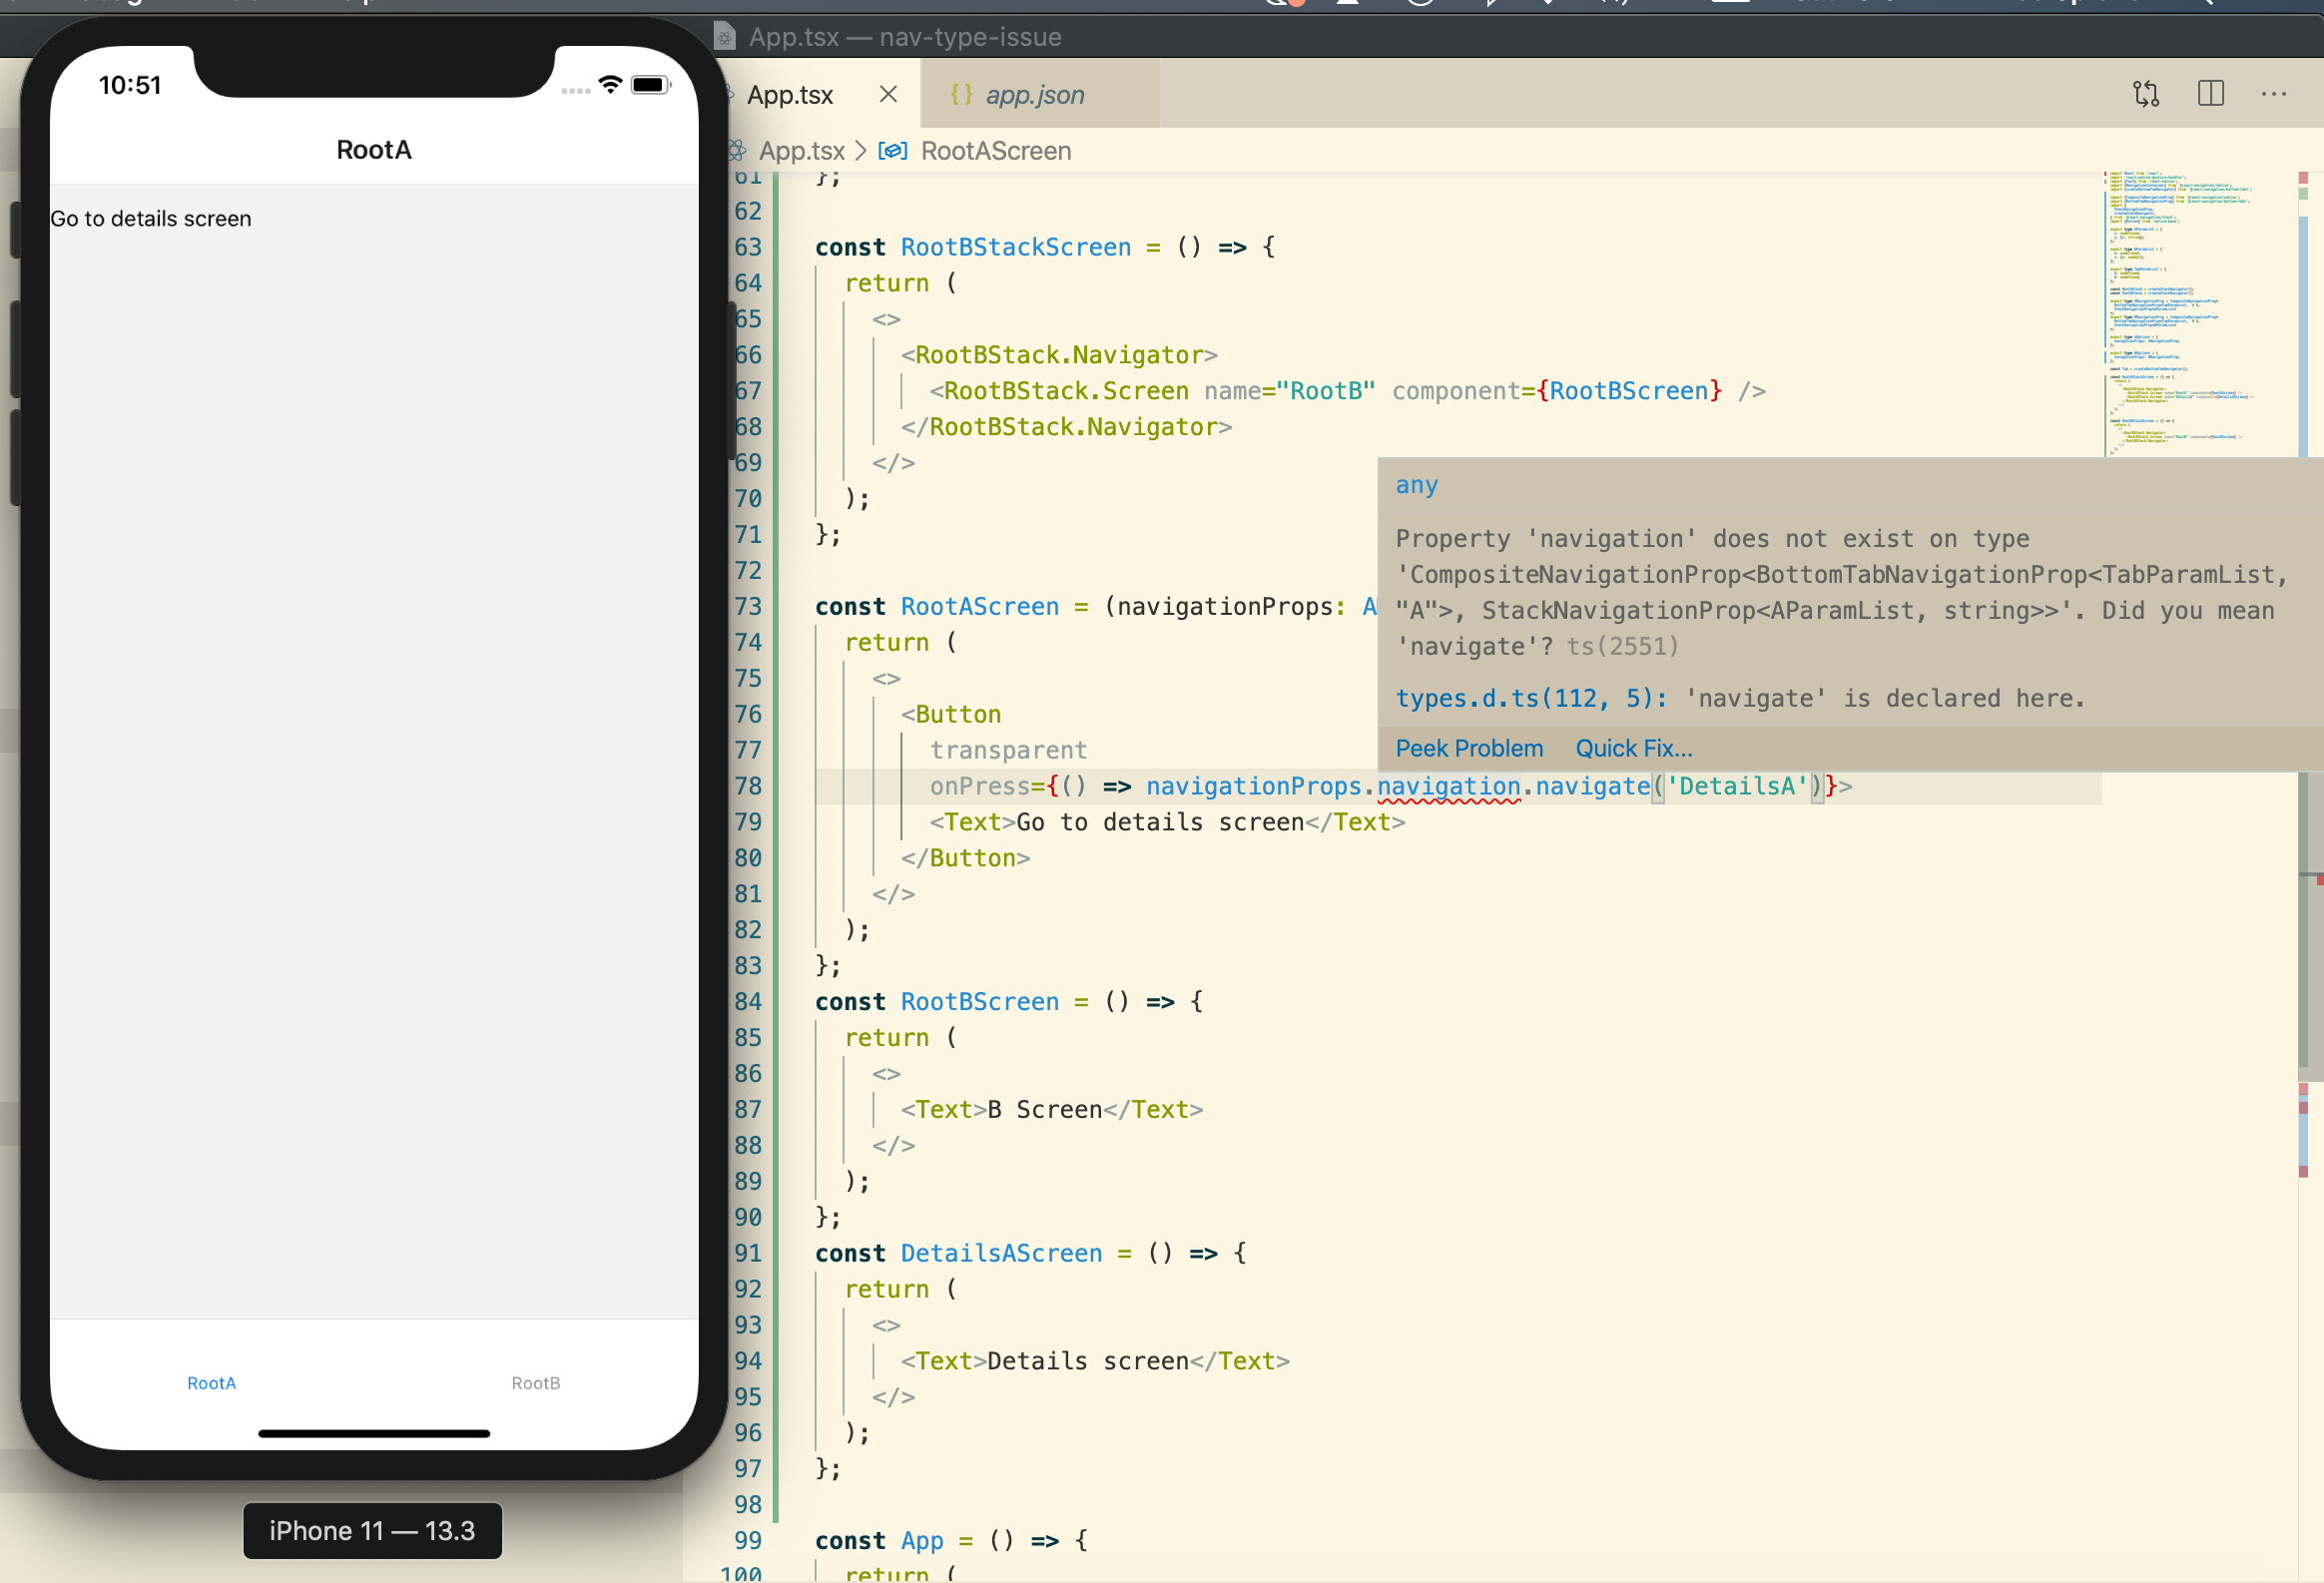 App.tsx — nav-type-issue
10:51
RootA
Go to details screen
RootA
RootB
iPhone 11 — 13.3
App.tsx
{ } app.json
App.tsx > RootAScreen
61 };
62
63 const RootBStackScreen = () => {
64 return (
65 <>
66 <RootBStack.Navigator>
67 <RootBStack.Screen name="RootB" component={RootBScreen} />
68 </RootBStack.Navigator>
69 </>
70 );
71 };
72
73 const RootAScreen = (navigationProps: A
74 return (
75 <>
76 <Button
77 transparent
78 onPress={() => navigationProps.navigation.navigate('DetailsA')}>
79 <Text>Go to details screen</Text>
80 </Button>
81 </>
82 );
83 };
84 const RootBScreen = () => {
85 return (
86 <>
87 <Text>B Screen</Text>
88 </>
89 );
90 };
91 const DetailsAScreen = () => {
92 return (
93 <>
94 <Text>Details screen</Text>
95 </>
96 );
97 };
98
99 const App = () => {
100 return (
any
Property 'navigation' does not exist on type
'CompositeNavigationProp<BottomTabNavigationProp<TabParamList,
"A">, StackNavigationProp<AParamList, string>>'. Did you mean
'navigate'? ts(2551)
types.d.ts(112, 5): 'navigate' is declared here.
Peek Problem Quick Fix...